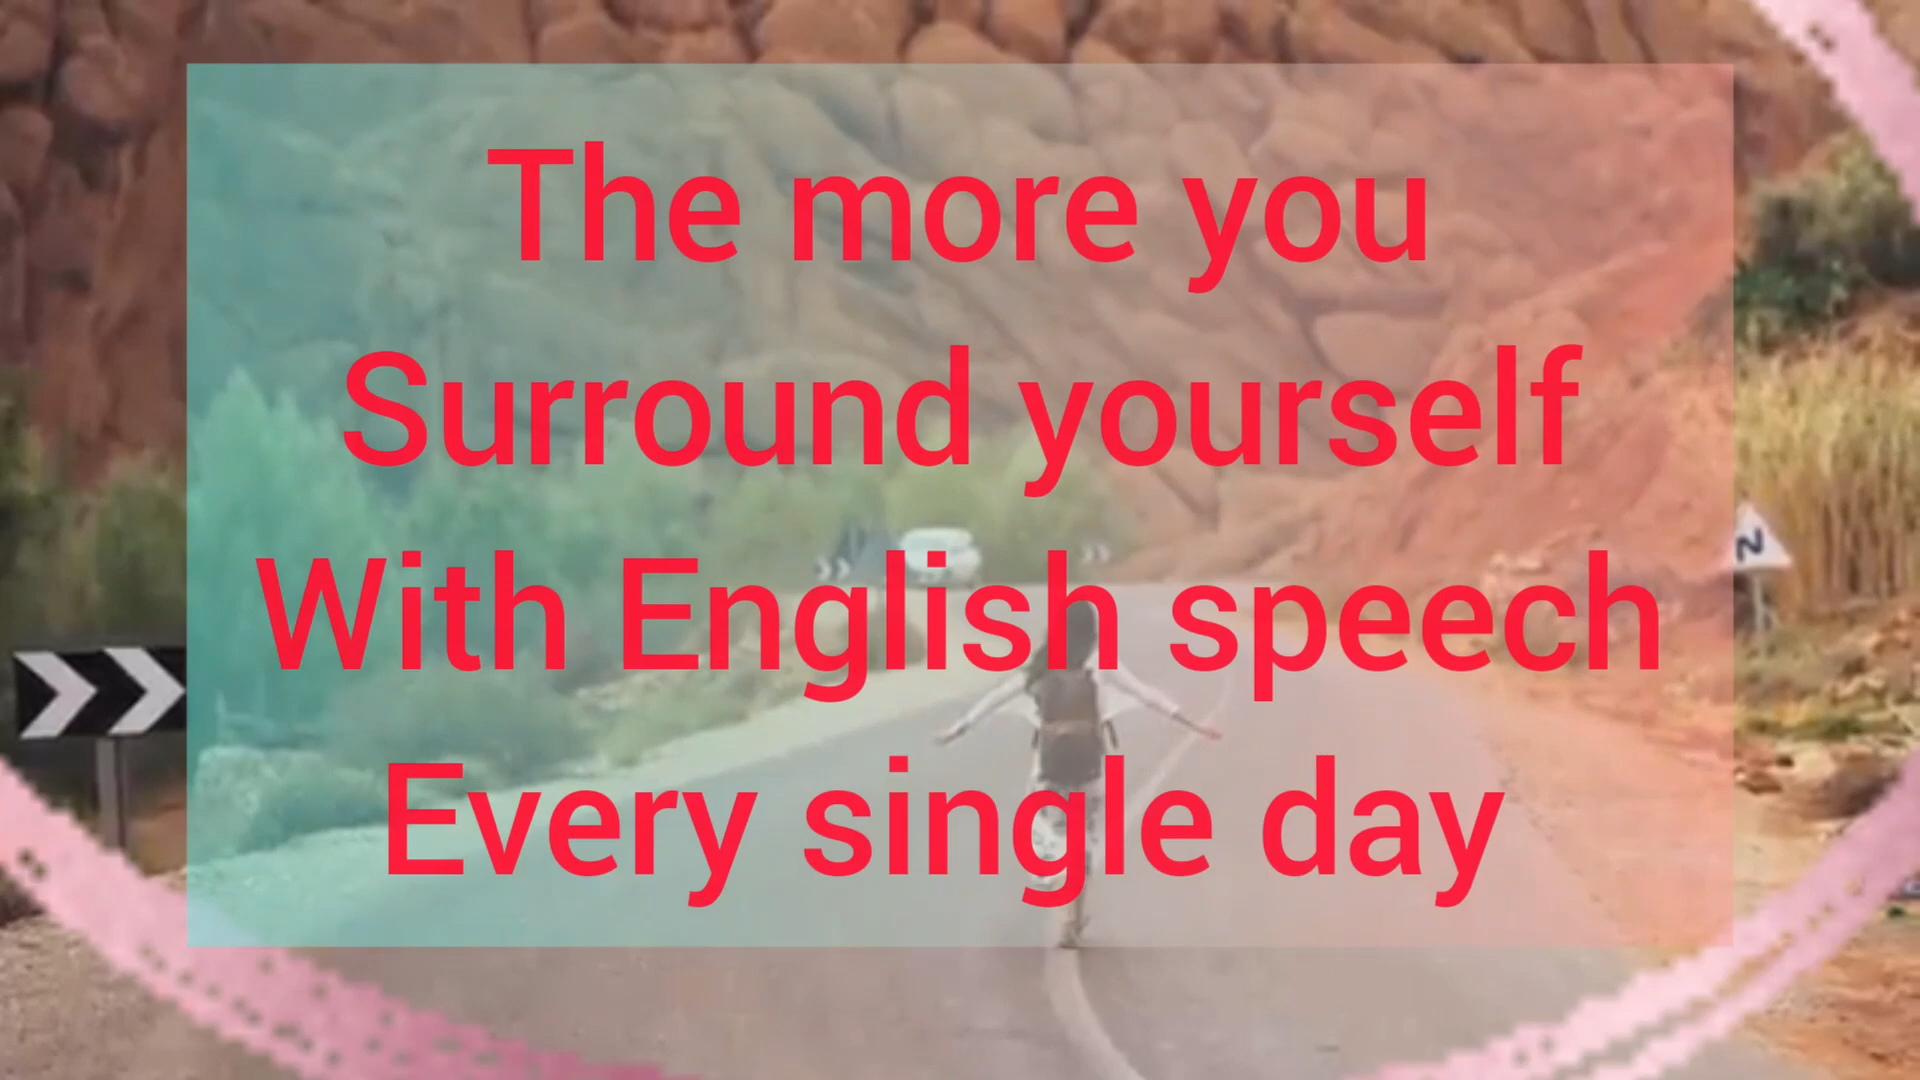 The more you
Surround yourself
With English speech
Every single day
N